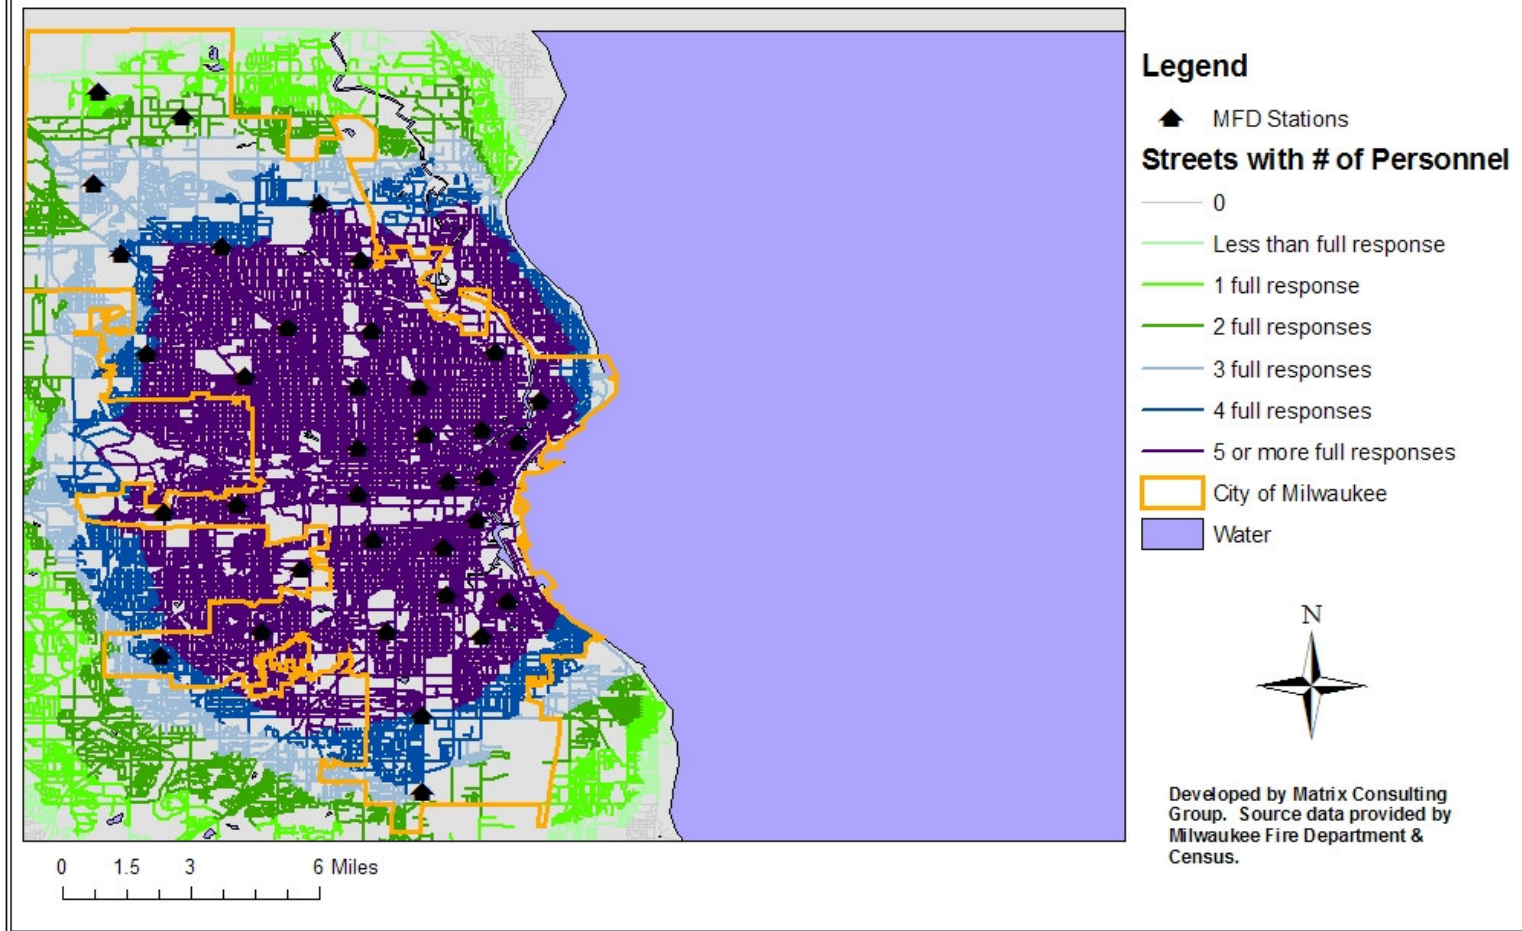 Legend
MFD Stations
Streets with # of Personnel
0
Less than full response
1 full response
2 full responses
3 full responses
4 full responses
5 or more full responses
City of Milwaukee
Water
N
Developed by Matrix Consulting
Group. Source data provided by
Milwaukee Fire Department &
Census.
0 1.5 3 6 Miles